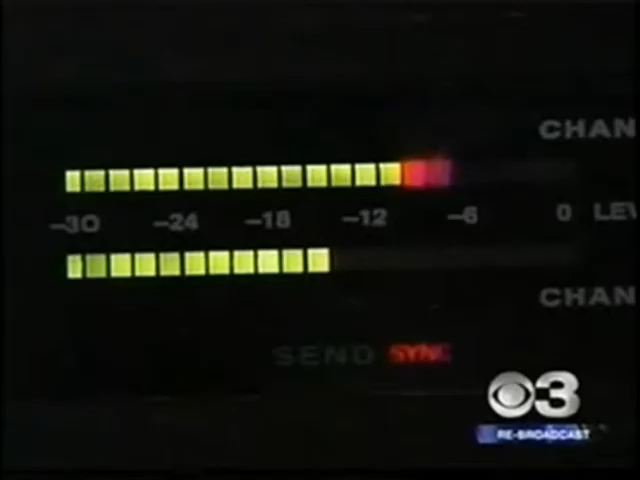 CHAN
-30 -24 -18 -12 -6 0 LEV
CHAN
SEND SYNC
3
RE-BROADCAST